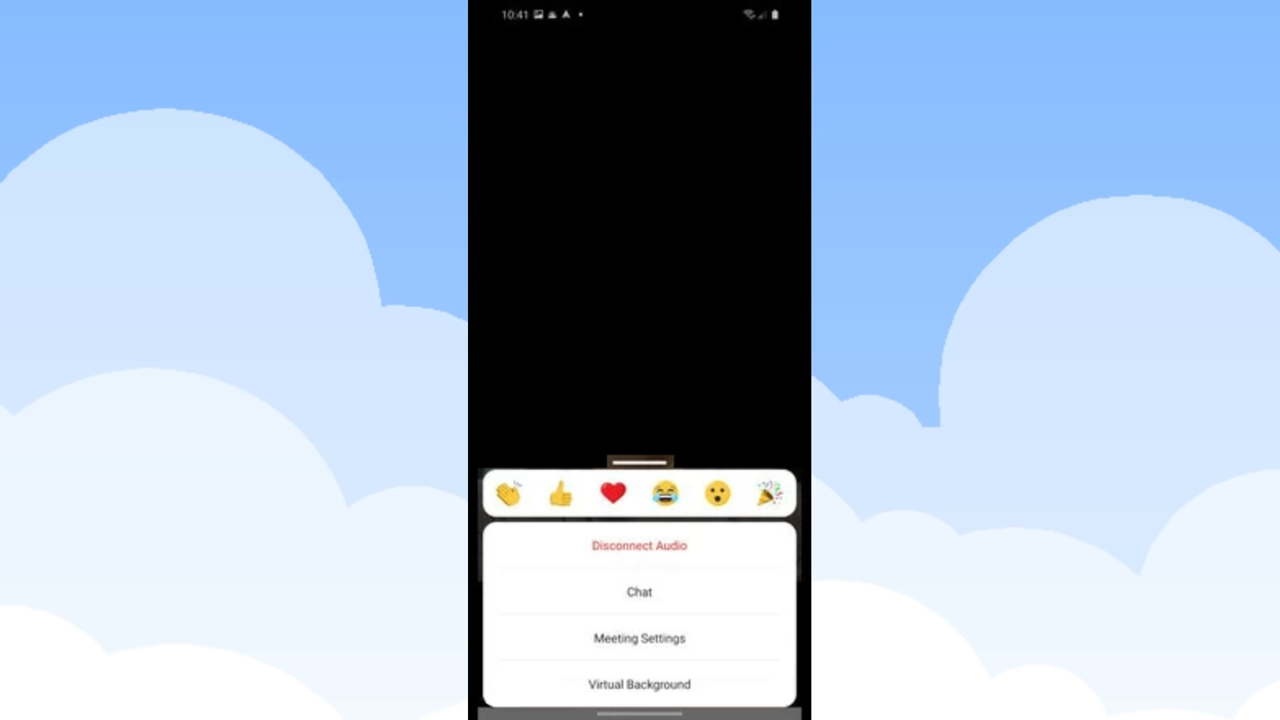 10:41
Disconnect Audio
Chat
Meeting Settings
Virtual Background